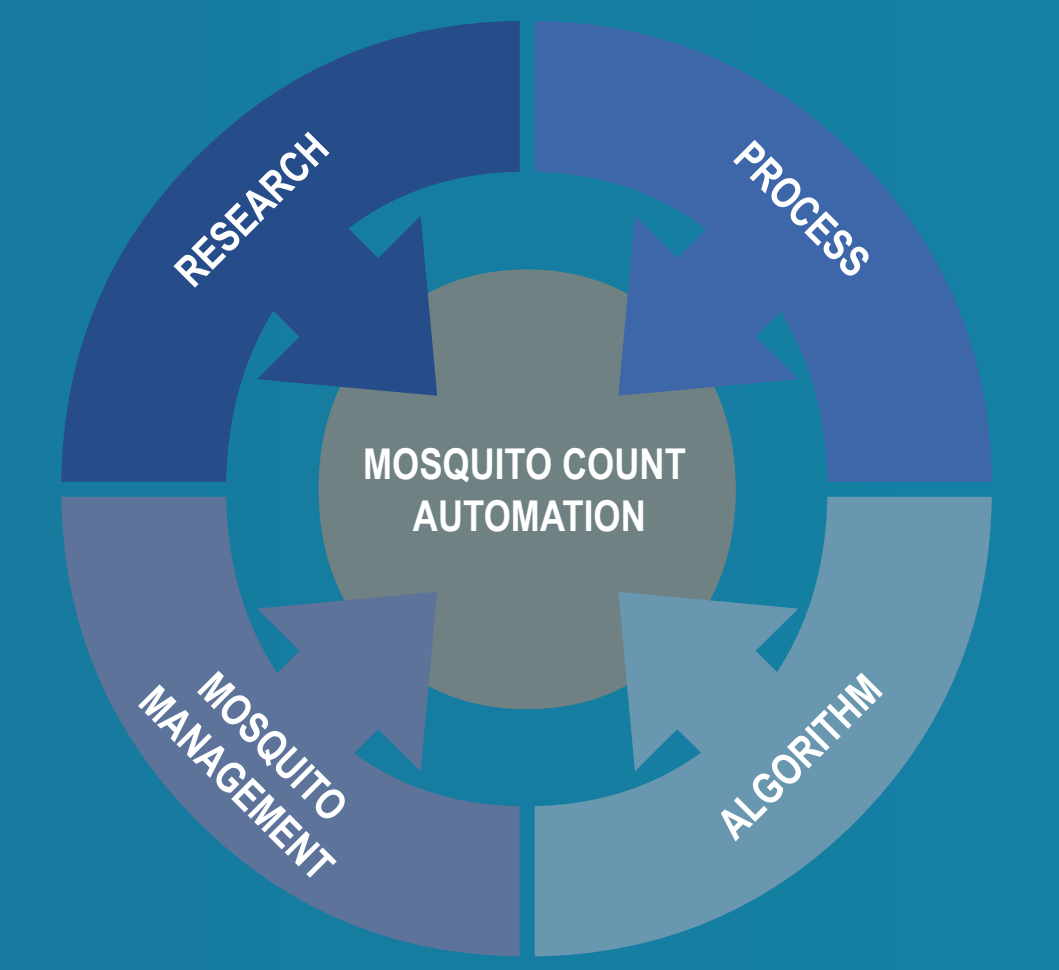 RESEARCH
PROCESS
MOSQUITO COUNT
AUTOMATION
MOSQUITO
MANAGEMENT
ALGORITHM